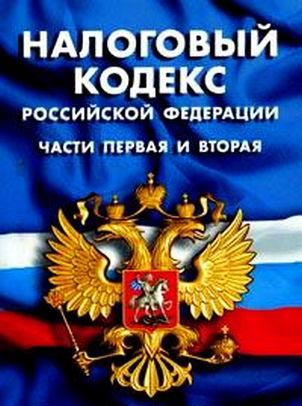 НАЛОГОВЫЙ
КОДЕКС
РОССИЙСКОЙ ФЕДЕРАЦИИ
ЧАСТИ ПЕРВАЯ И ВТОРАЯ